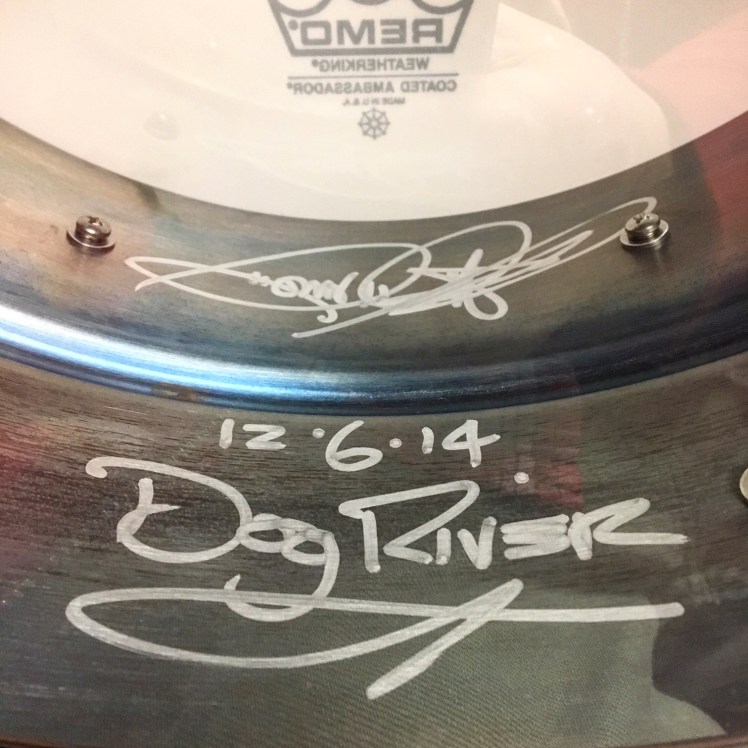 REMO®
WEATHERKING®
COATED AMBASSADOR®
MADE IN U.S.A.
12·6·14
Dog RiVER